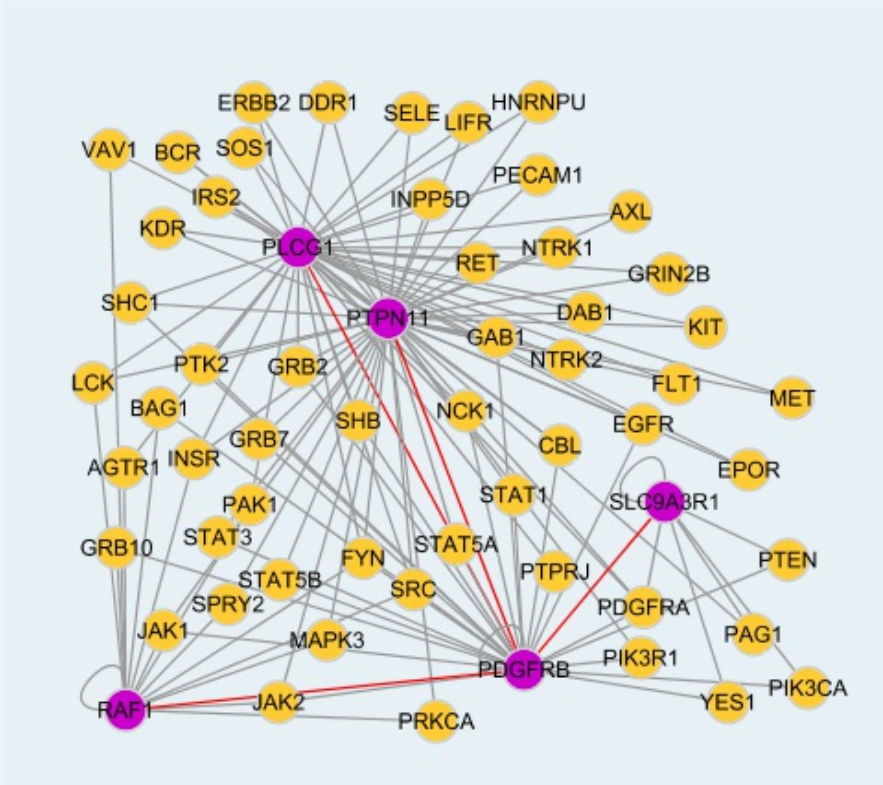 ERBB2 DDR1
SELE
LIFR
HNRNPU
VAV1
BCR
SOS1
PECAM1
IRS2
INPP5D
AXL
KDR
PLCG1
RET
NTRK1
GRIN2B
SHC1
PTPN11
DAB1
GAB1
KIT
NTRK2
LCK
PTK2
GRB2
FLT1
MET
BAG1
SHB
NCK1
EGFR
GRB7
CBL
AGTR1
INSR
EPOR
PAK1
STAT1
SLC9A3R1
GRB10
STAT3
FYN
STAT5A
PTEN
STAT5B
SRC
PTPRJ
SPRY2
PDGFRA
JAK1
MAPK3
PAG1
PDGFRB
PIK3R1
RAF1
JAK2
PRKCA
YES1
PIK3CA